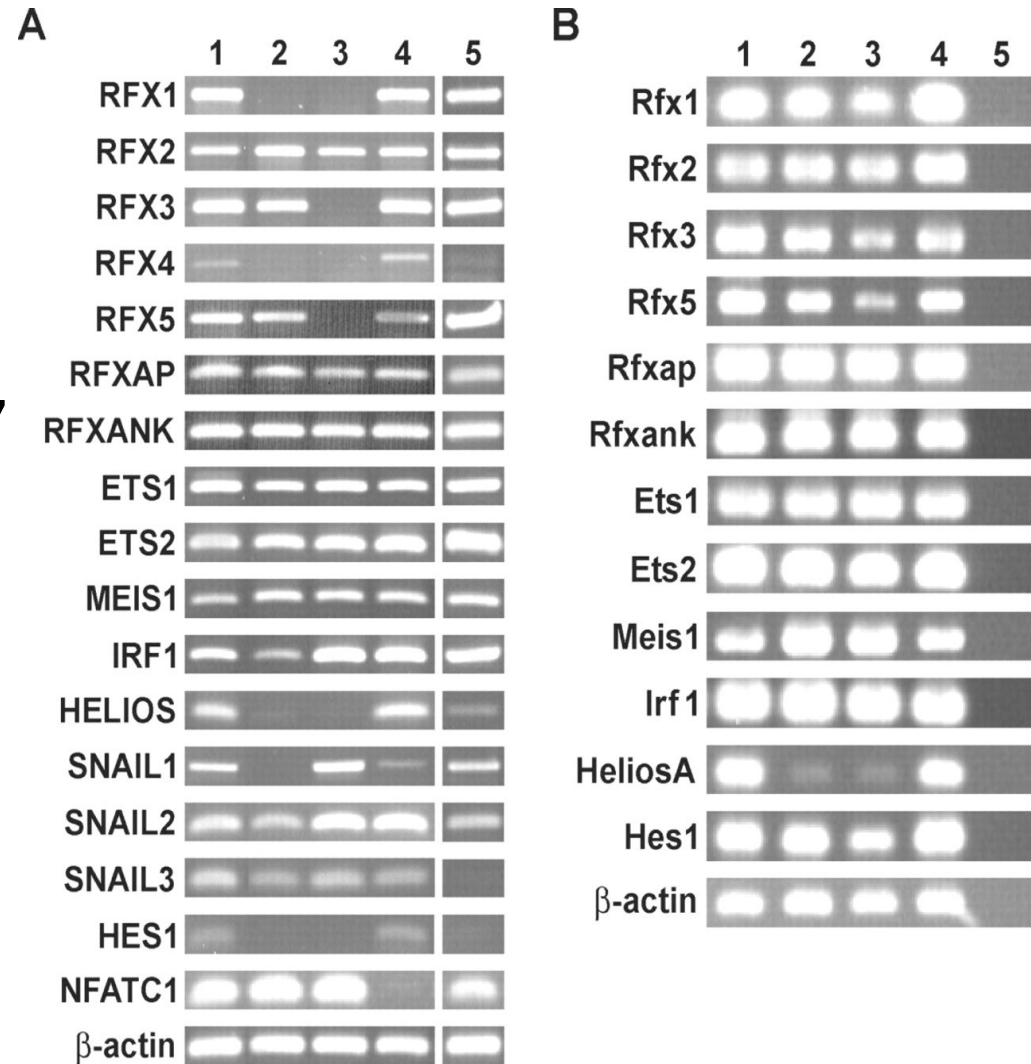 A
1 2 3 4 5
RFX1
RFX2
RFX3
RFX4
RFX5
RFXAP
RFXANK
ETS1
ETS2
MEIS1
IRF1
HELIOS
SNAIL1
SNAIL2
SNAIL3
HES1
NFATC1
β-actin
B
1 2 3 4 5
Rfx1
Rfx2
Rfx3
Rfx5
Rfxap
Rfxank
Ets1
Ets2
Meis1
Irf1
HeliosA
Hes1
β-actin